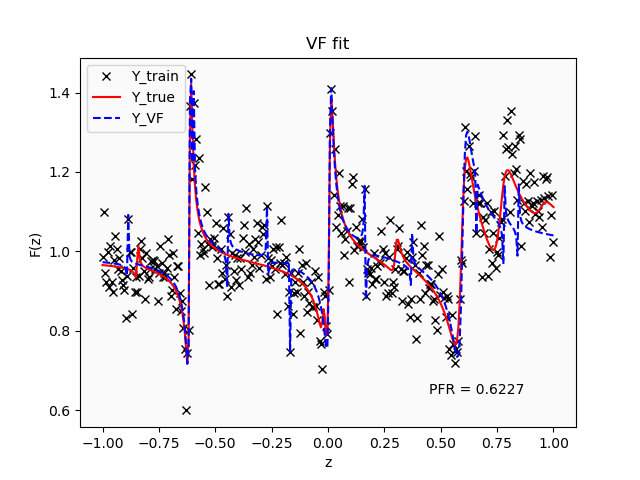 VF fit
Y_train
Y_true
Y_VF
F(z)
1.4
1.2
1.0
0.8
0.6
PFR = 0.6227
−1.00 −0.75 −0.50 −0.25 0.00 0.25 0.50 0.75 1.00
z